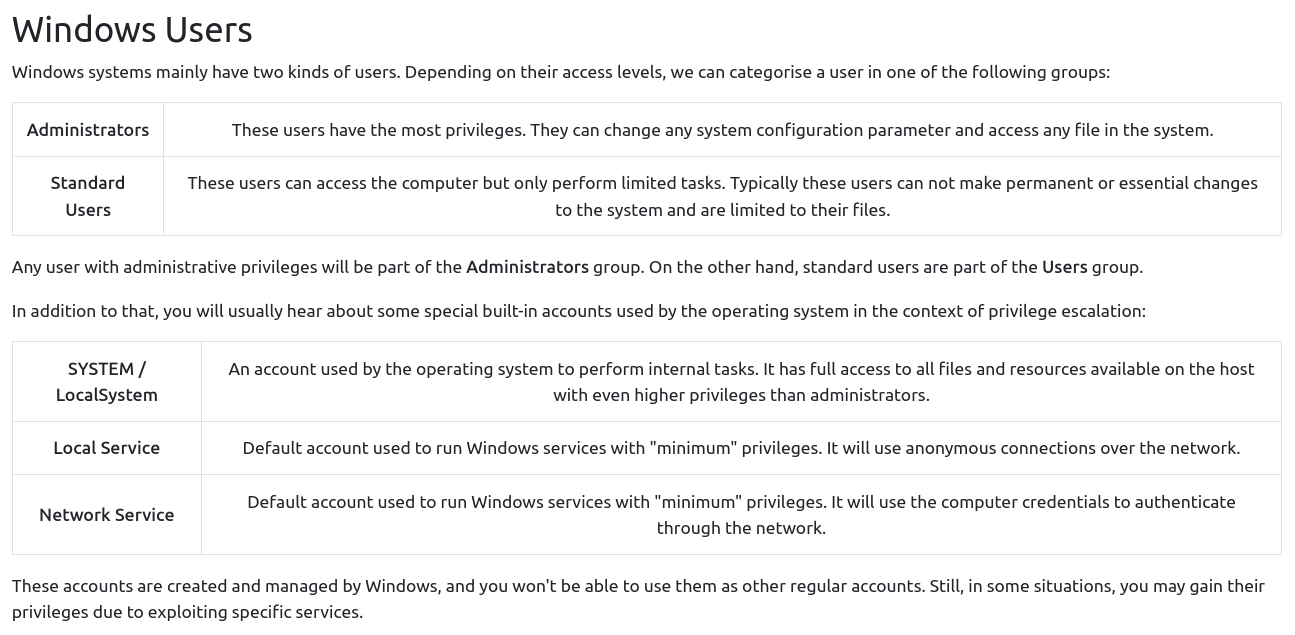 Windows Users
Windows systems mainly have two kinds of users. Depending on their access levels, we can categorise a user in one of the following groups:
Administrators
These users have the most privileges. They can change any system configuration parameter and access any file in the system.
Standard
Users
These users can access the computer but only perform limited tasks. Typically these users can not make permanent or essential changes
to the system and are limited to their files.
Any user with administrative privileges will be part of the Administrators group. On the other hand, standard users are part of the Users group.
In addition to that, you will usually hear about some special built-in accounts used by the operating system in the context of privilege escalation:
SYSTEM /
LocalSystem
An account used by the operating system to perform internal tasks. It has full access to all files and resources available on the host
with even higher privileges than administrators.
Local Service
Default account used to run Windows services with "minimum" privileges. It will use anonymous connections over the network.
Network Service
Default account used to run Windows services with "minimum" privileges. It will use the computer credentials to authenticate
through the network.
These accounts are created and managed by Windows, and you won't be able to use them as other regular accounts. Still, in some situations, you may gain their
privileges due to exploiting specific services.